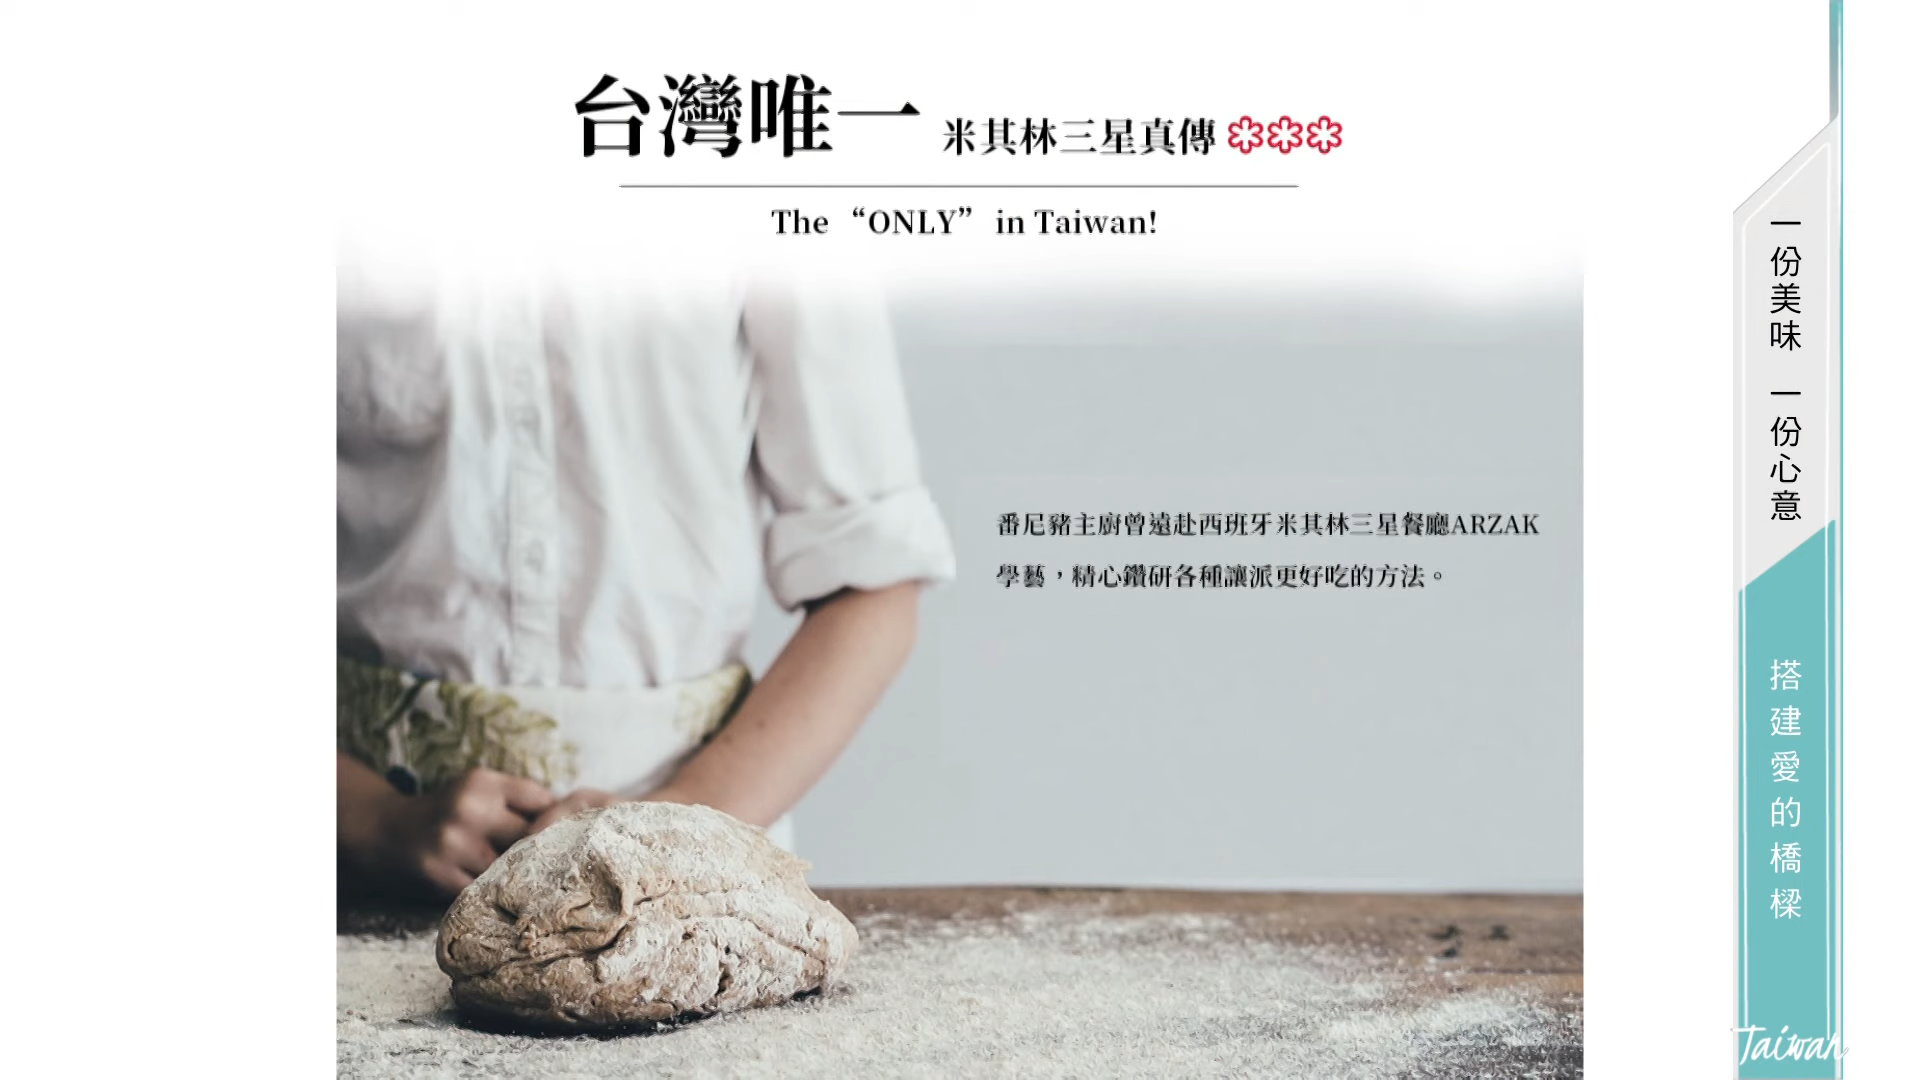 台灣唯一 米其林三星真傳
The “ONLY” in Taiwan!
番尼豬主廚曾遠赴西班牙米其林三星餐廳ARZAK
學藝，精心鑽研各種讓派更好吃的方法。
一份美味 一份心意
搭建愛的橋樑
Taiwan